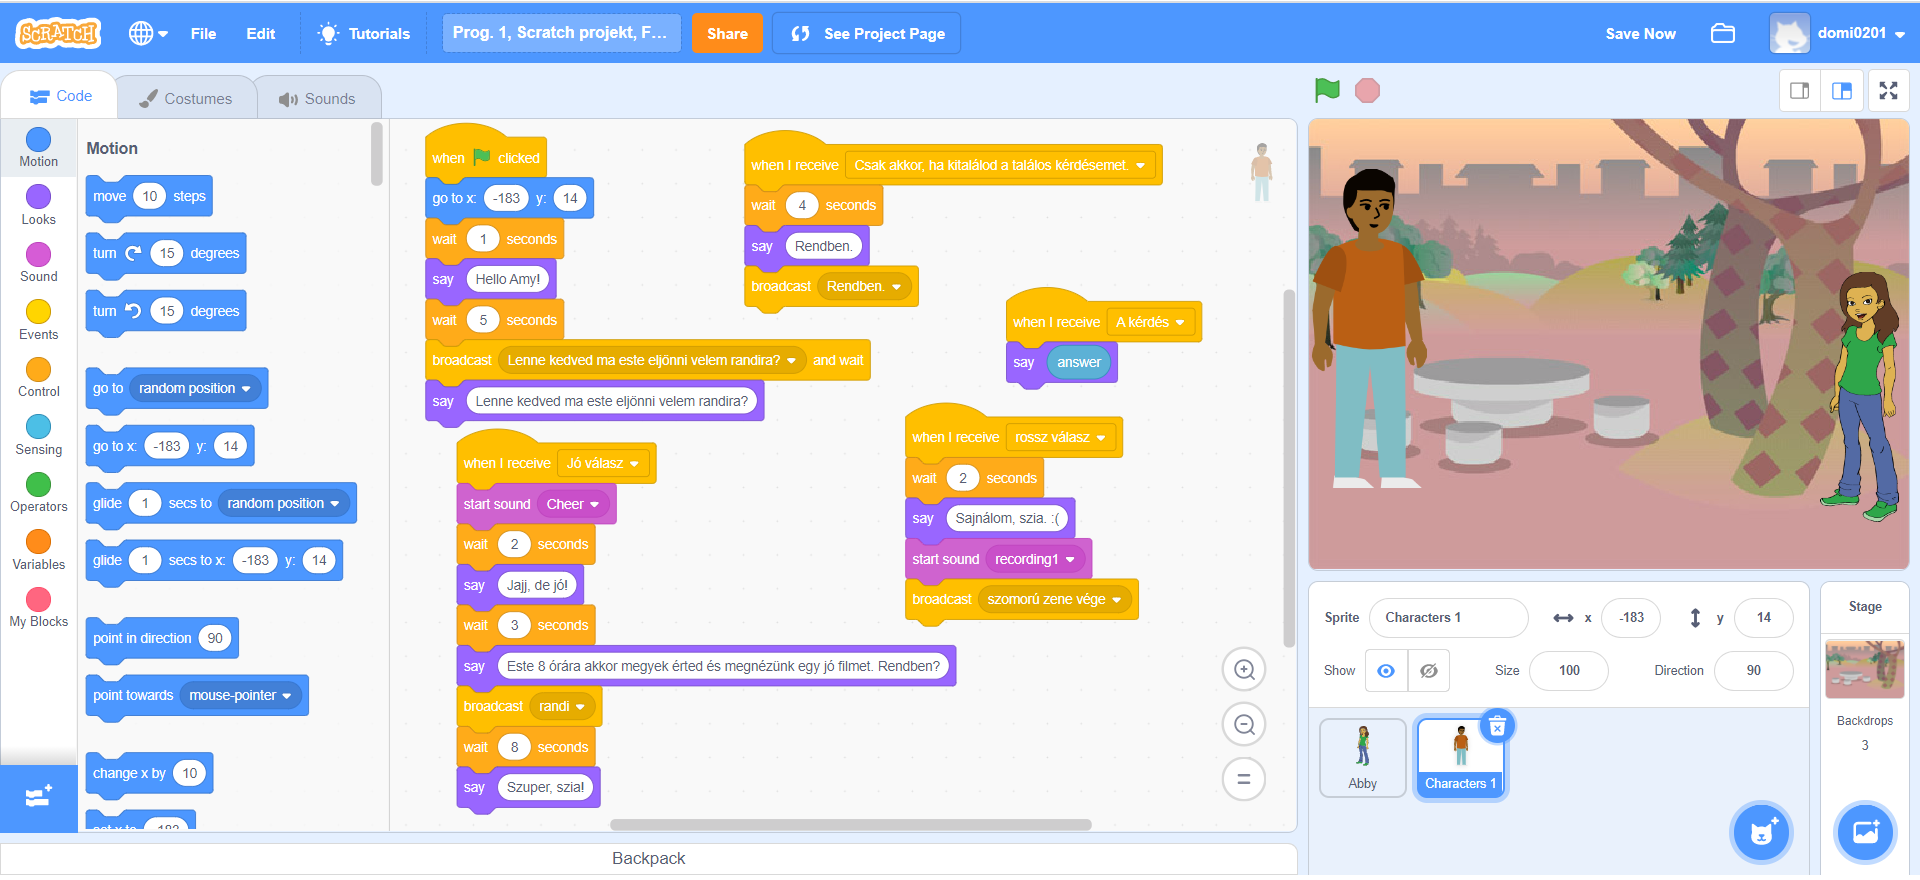 SCRATCH File Edit Tutorials Prog. 1, Scratch projekt, F... Share See Project Page Save Now domi0201
Code Costumes Sounds
Motion
Looks
Sound
Events
Control
Sensing
Operators
Variables
My Blocks
Motion
move 10 steps
turn 15 degrees
turn 15 degrees
go to random position
go to x: -183 y: 14
glide 1 secs to random position
glide 1 secs to x: -183 y: 14
point in direction 90
point towards mouse-pointer
change x by 10
set x to -183
when clicked
go to x: -183 y: 14
wait 1 seconds
say Hello Amy!
wait 5 seconds
broadcast Lenne kedved ma este eljönni velem randira? and wait
say Lenne kedved ma este eljönni velem randira?
when I receive Jó válasz
start sound Cheer
wait 2 seconds
say Jajj, de jó!
wait 3 seconds
say Este 8 órára akkor megyek érted és megnézünk egy jó filmet. Rendben?
broadcast randi
wait 8 seconds
say Szuper, szia!
when I receive Csak akkor, ha kitalálod a találos kérdésemet.
wait 4 seconds
say Rendben.
broadcast Rendben.
when I receive A kérdés
say answer
when I receive rossz válasz
wait 2 seconds
say Sajnálom, szia. :(
start sound recording1
broadcast szomorú zene vége
Sprite Characters 1 x -183 y 14
Show Size 100 Direction 90
Abby
Characters 1
Stage
Backdrops
3
Backpack